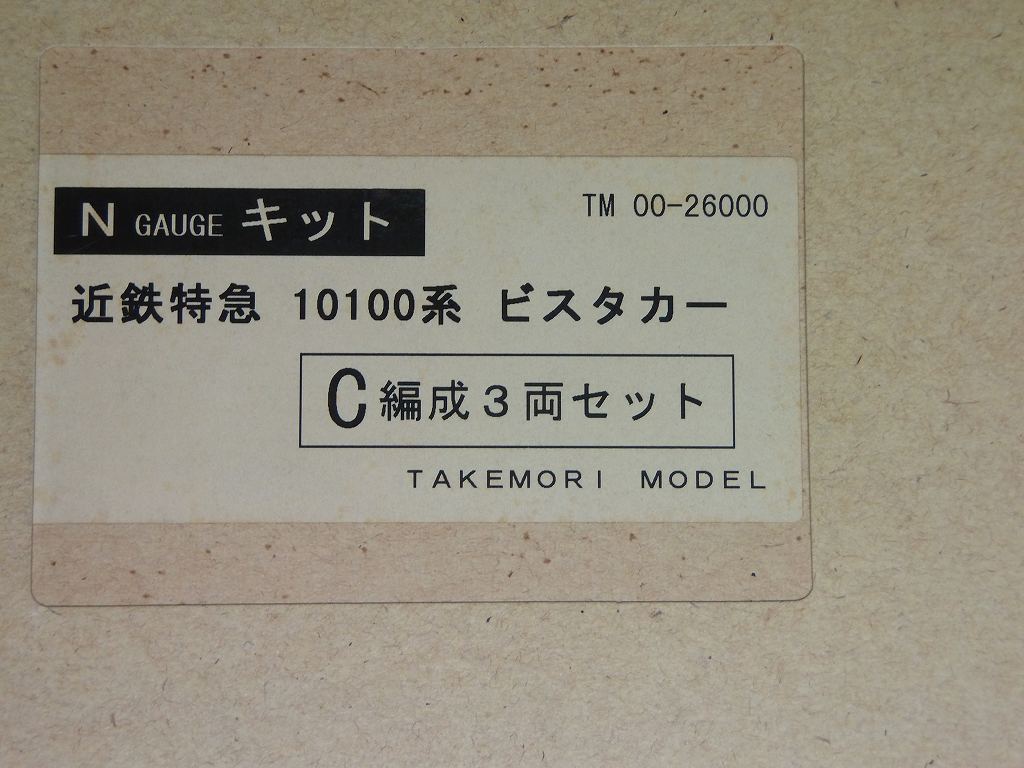 N GAUGE キット
TM 00-26000
近鉄特急 10100系 ビスタカー
C編成3両セット
TAKEMORI MODEL